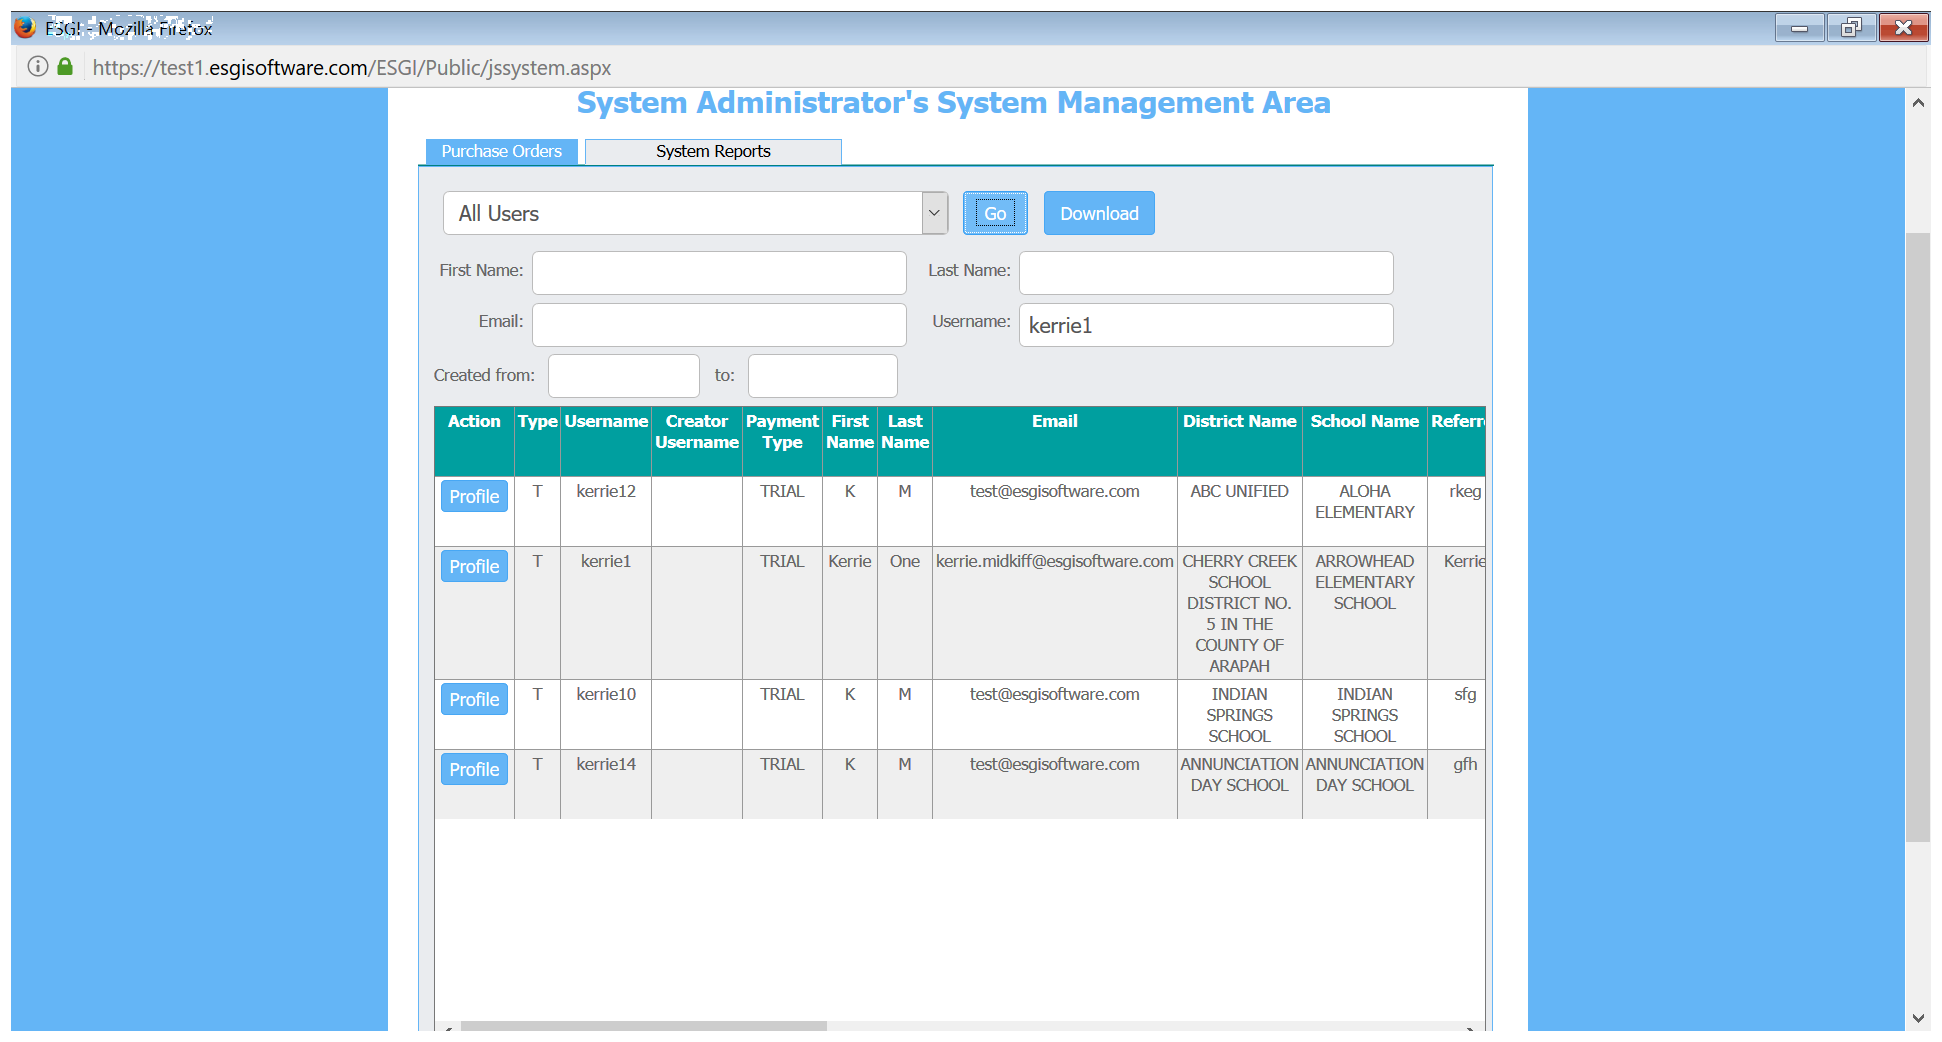 ESGI - Mozilla Firefox
https://test1.esgisoftware.com/ESGI/Public/jssystem.aspx
System Administrator's System Management Area
Purchase Orders System Reports
All Users Go Download
First Name: Last Name:
Email: Username: kerrie1
Created from: to:
Action Type Username Creator Payment First Last Email District Name School Name Referr
Username Type Name Name
Profile T kerrie12 TRIAL K M test@esgisoftware.com ABC UNIFIED ALOHA rkeg
ELEMENTARY
Profile T kerrie1 TRIAL Kerrie One kerrie.midkiff@esgisoftware.com CHERRY CREEK ARROWHEAD Kerrie
SCHOOL ELEMENTARY
DISTRICT NO. SCHOOL
5 IN THE
COUNTY OF
ARAPAH
Profile T kerrie10 TRIAL K M test@esgisoftware.com INDIAN INDIAN sfg
SPRINGS SPRINGS
SCHOOL SCHOOL
Profile T kerrie14 TRIAL K M test@esgisoftware.com ANNUNCIATION ANNUNCIATION gfh
DAY SCHOOL DAY SCHOOL